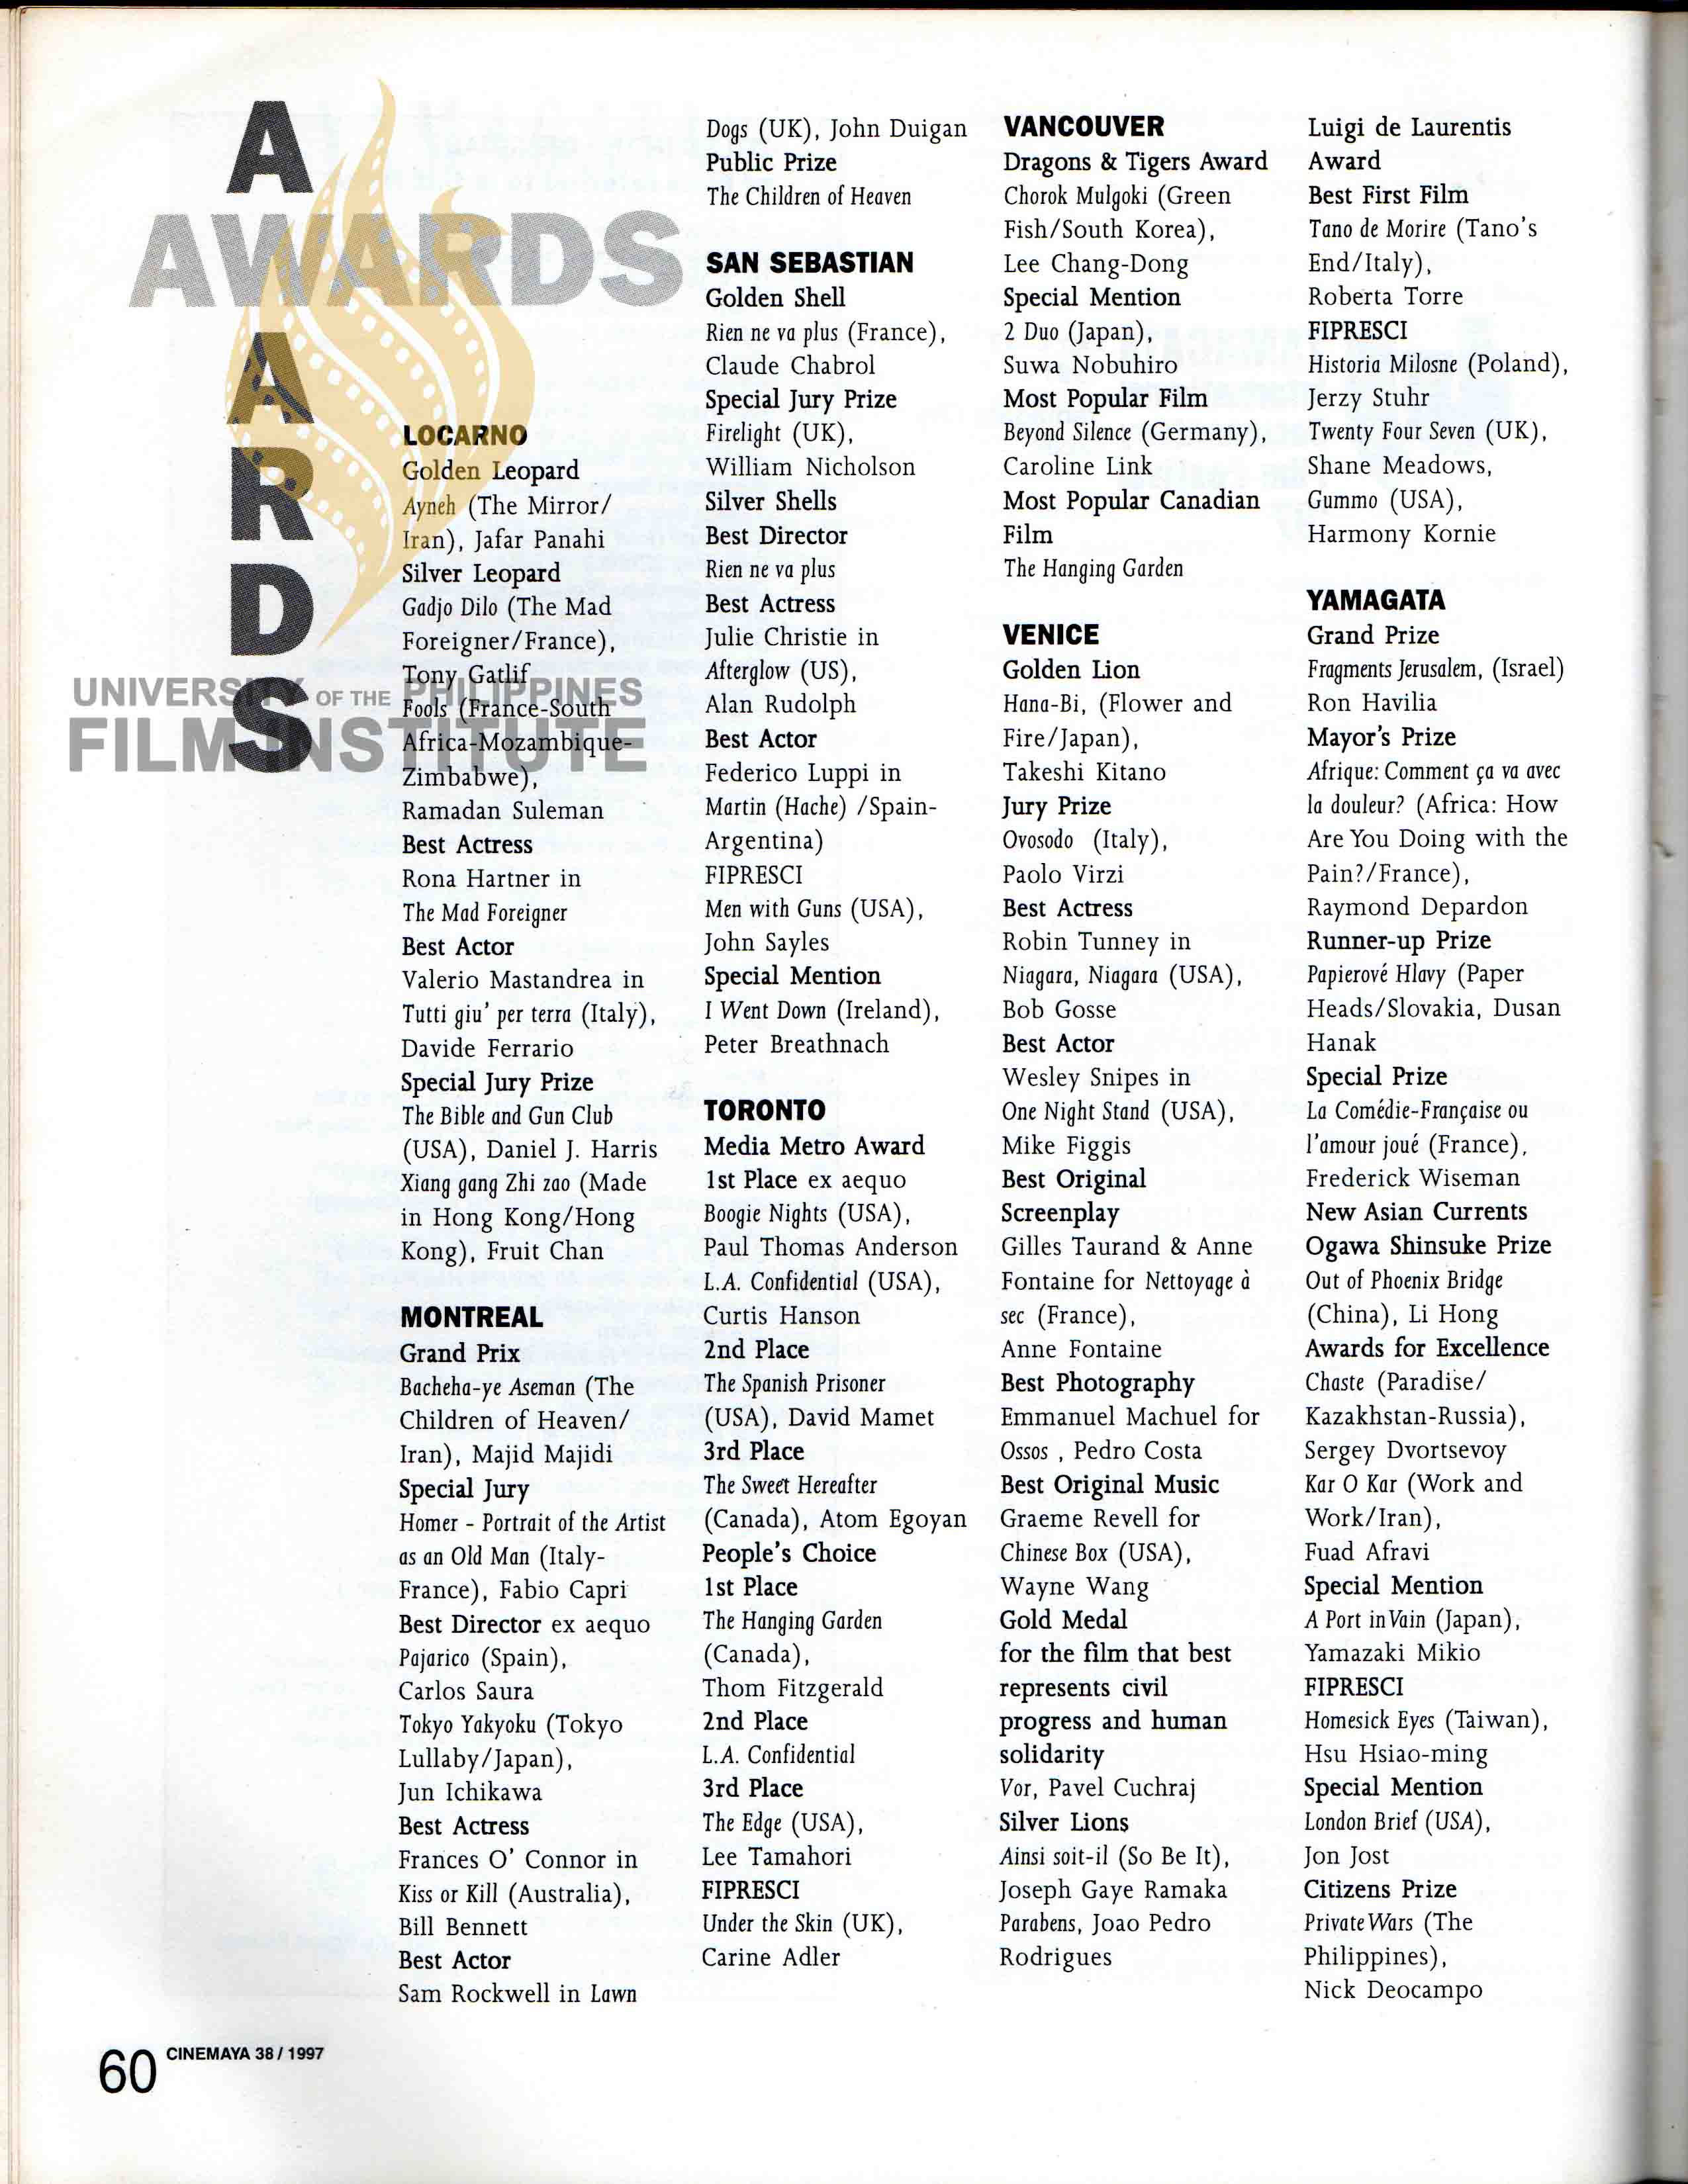 AWARDS
AWARDS
UNIVERSITY OF THE PHILIPPINES
FILM INSTITUTE
LOCARNO
Golden Leopard
Ayneh (The Mirror/
Iran), Jafar Panahi
Silver Leopard
Gadjo Dilo (The Mad
Foreigner/France),
Tony Gatlif
Fools (France-South
Africa-Mozambique-
Zimbabwe),
Ramadan Suleman
Best Actress
Rona Hartner in
The Mad Foreigner
Best Actor
Valerio Mastandrea in
Tutti giu' per terra (Italy),
Davide Ferrario
Special Jury Prize
The Bible and Gun Club
(USA), Daniel J. Harris
Xiang gang Zhi zao (Made
in Hong Kong/Hong
Kong), Fruit Chan
MONTREAL
Grand Prix
Bacheha-ye Aseman (The
Children of Heaven/
Iran), Majid Majidi
Special Jury
Homer - Portrait of the Artist
as an Old Man (Italy-
France), Fabio Capri
Best Director ex aequo
Pajarico (Spain),
Carlos Saura
Tokyo Yakyoku (Tokyo
Lullaby/Japan),
Jun Ichikawa
Best Actress
Frances O' Connor in
Kiss or Kill (Australia),
Bill Bennett
Best Actor
Sam Rockwell in Lawn
Dogs (UK), John Duigan
Public Prize
The Children of Heaven
SAN SEBASTIAN
Golden Shell
Rien ne va plus (France),
Claude Chabrol
Special Jury Prize
Firelight (UK),
William Nicholson
Silver Shells
Best Director
Rien ne va plus
Best Actress
Julie Christie in
Afterglow (US),
Alan Rudolph
Best Actor
Federico Luppi in
Martin (Hache) /Spain-
Argentina)
FIPRESCI
Men with Guns (USA),
John Sayles
Special Mention
I Went Down (Ireland),
Peter Breathnach
TORONTO
Media Metro Award
1st Place ex aequo
Boogie Nights (USA),
Paul Thomas Anderson
L.A. Confidential (USA),
Curtis Hanson
2nd Place
The Spanish Prisoner
(USA), David Mamet
3rd Place
The Sweet Hereafter
(Canada), Atom Egoyan
People's Choice
1st Place
The Hanging Garden
(Canada),
Thom Fitzgerald
2nd Place
L.A. Confidential
3rd Place
The Edge (USA),
Lee Tamahori
FIPRESCI
Under the Skin (UK),
Carine Adler
VANCOUVER
Dragons & Tigers Award
Chorok Mulgoki (Green
Fish/South Korea),
Lee Chang-Dong
Special Mention
2 Duo (Japan),
Suwa Nobuhiro
Most Popular Film
Beyond Silence (Germany),
Caroline Link
Most Popular Canadian
Film
The Hanging Garden
VENICE
Golden Lion
Hana-Bi, (Flower and
Fire/Japan),
Takeshi Kitano
Jury Prize
Ovosodo (Italy),
Paolo Virzi
Best Actress
Robin Tunney in
Niagara, Niagara (USA),
Bob Gosse
Best Actor
Wesley Snipes in
One Night Stand (USA),
Mike Figgis
Best Original
Screenplay
Gilles Taurand & Anne
Fontaine for Nettoyage à
sec (France),
Anne Fontaine
Best Photography
Emmanuel Machuel for
Ossos , Pedro Costa
Best Original Music
Graeme Revell for
Chinese Box (USA),
Wayne Wang
Gold Medal
for the film that best
represents civil
progress and human
solidarity
Vor, Pavel Cuchraj
Silver Lions
Ainsi soit-il (So Be It),
Joseph Gaye Ramaka
Parabens, Joao Pedro
Rodrigues
Luigi de Laurentis
Award
Best First Film
Tano de Morire (Tano's
End/Italy),
Roberta Torre
FIPRESCI
Historia Milosne (Poland),
Jerzy Stuhr
Twenty Four Seven (UK),
Shane Meadows,
Gummo (USA),
Harmony Kornie
YAMAGATA
Grand Prize
Fragments Jerusalem, (Israel)
Ron Havilia
Mayor's Prize
Afrique: Comment ça va avec
la douleur? (Africa: How
Are You Doing with the
Pain?/France),
Raymond Depardon
Runner-up Prize
Papierové Hlavy (Paper
Heads/Slovakia, Dusan
Hanak
Special Prize
La Comédie-Française ou
l'amour joué (France),
Frederick Wiseman
New Asian Currents
Ogawa Shinsuke Prize
Out of Phoenix Bridge
(China), Li Hong
Awards for Excellence
Chaste (Paradise/
Kazakhstan-Russia),
Sergey Dvortsevoy
Kar O Kar (Work and
Work/Iran),
Fuad Afravi
Special Mention
A Port in Vain (Japan),
Yamazaki Mikio
FIPRESCI
Homesick Eyes (Taiwan),
Hsu Hsiao-ming
Special Mention
London Brief (USA),
Jon Jost
Citizens Prize
Private Wars (The
Philippines),
Nick Deocampo
60 CINEMAYA 38 / 1997